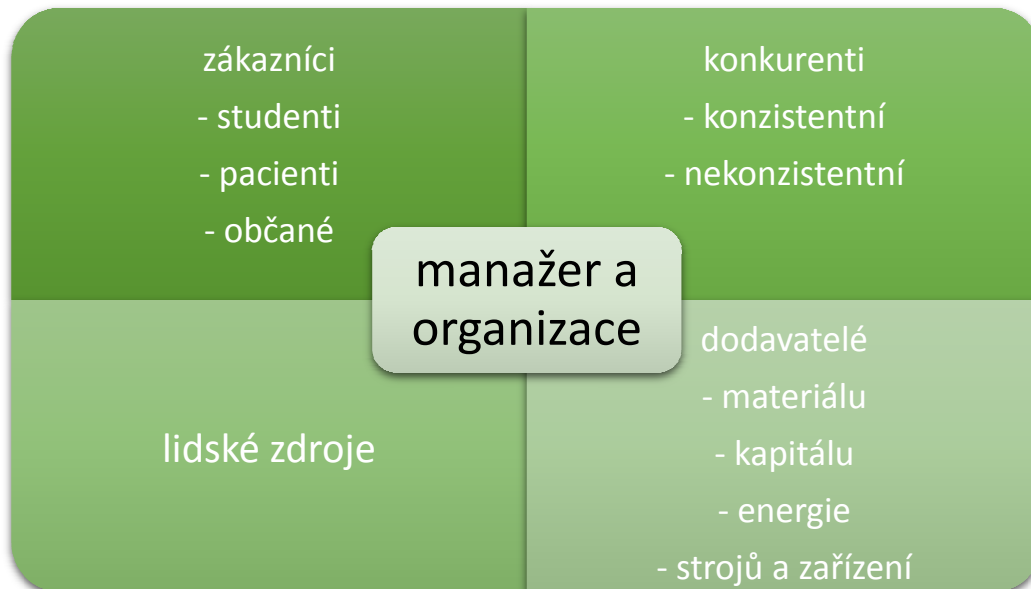 zákazníci
- studenti
- pacienti
- občané
konkurenti
- konzistentní
- nekonzistentní
manažer a
organizace
lidské zdroje
dodavatelé
- materiálu
- kapitálu
- energie
- strojů a zařízení